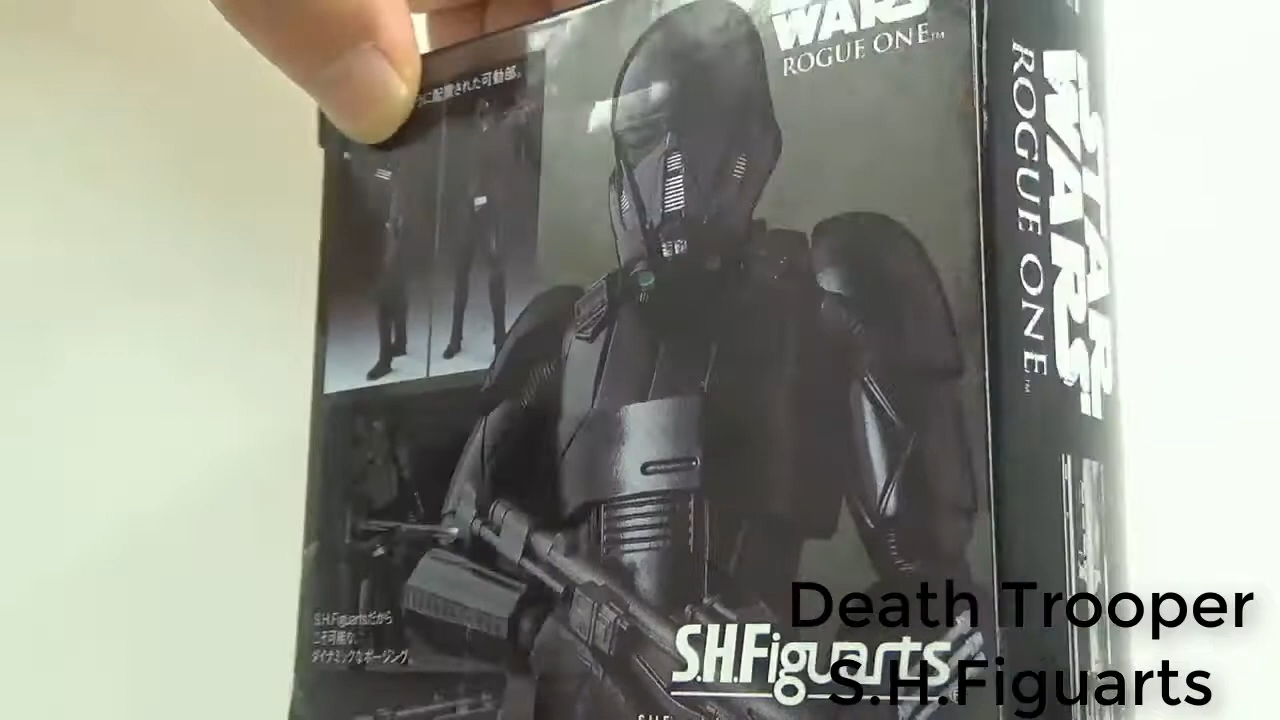 WARS
ROGUE ONE™
に配置された可動部。
STAR
WARS
ROGUE ONE™
S.H.Figuartsだから
こそ可能な、
ダイナミックなポージング。
S.H.Figuarts
Death Trooper
S.H.Figuarts